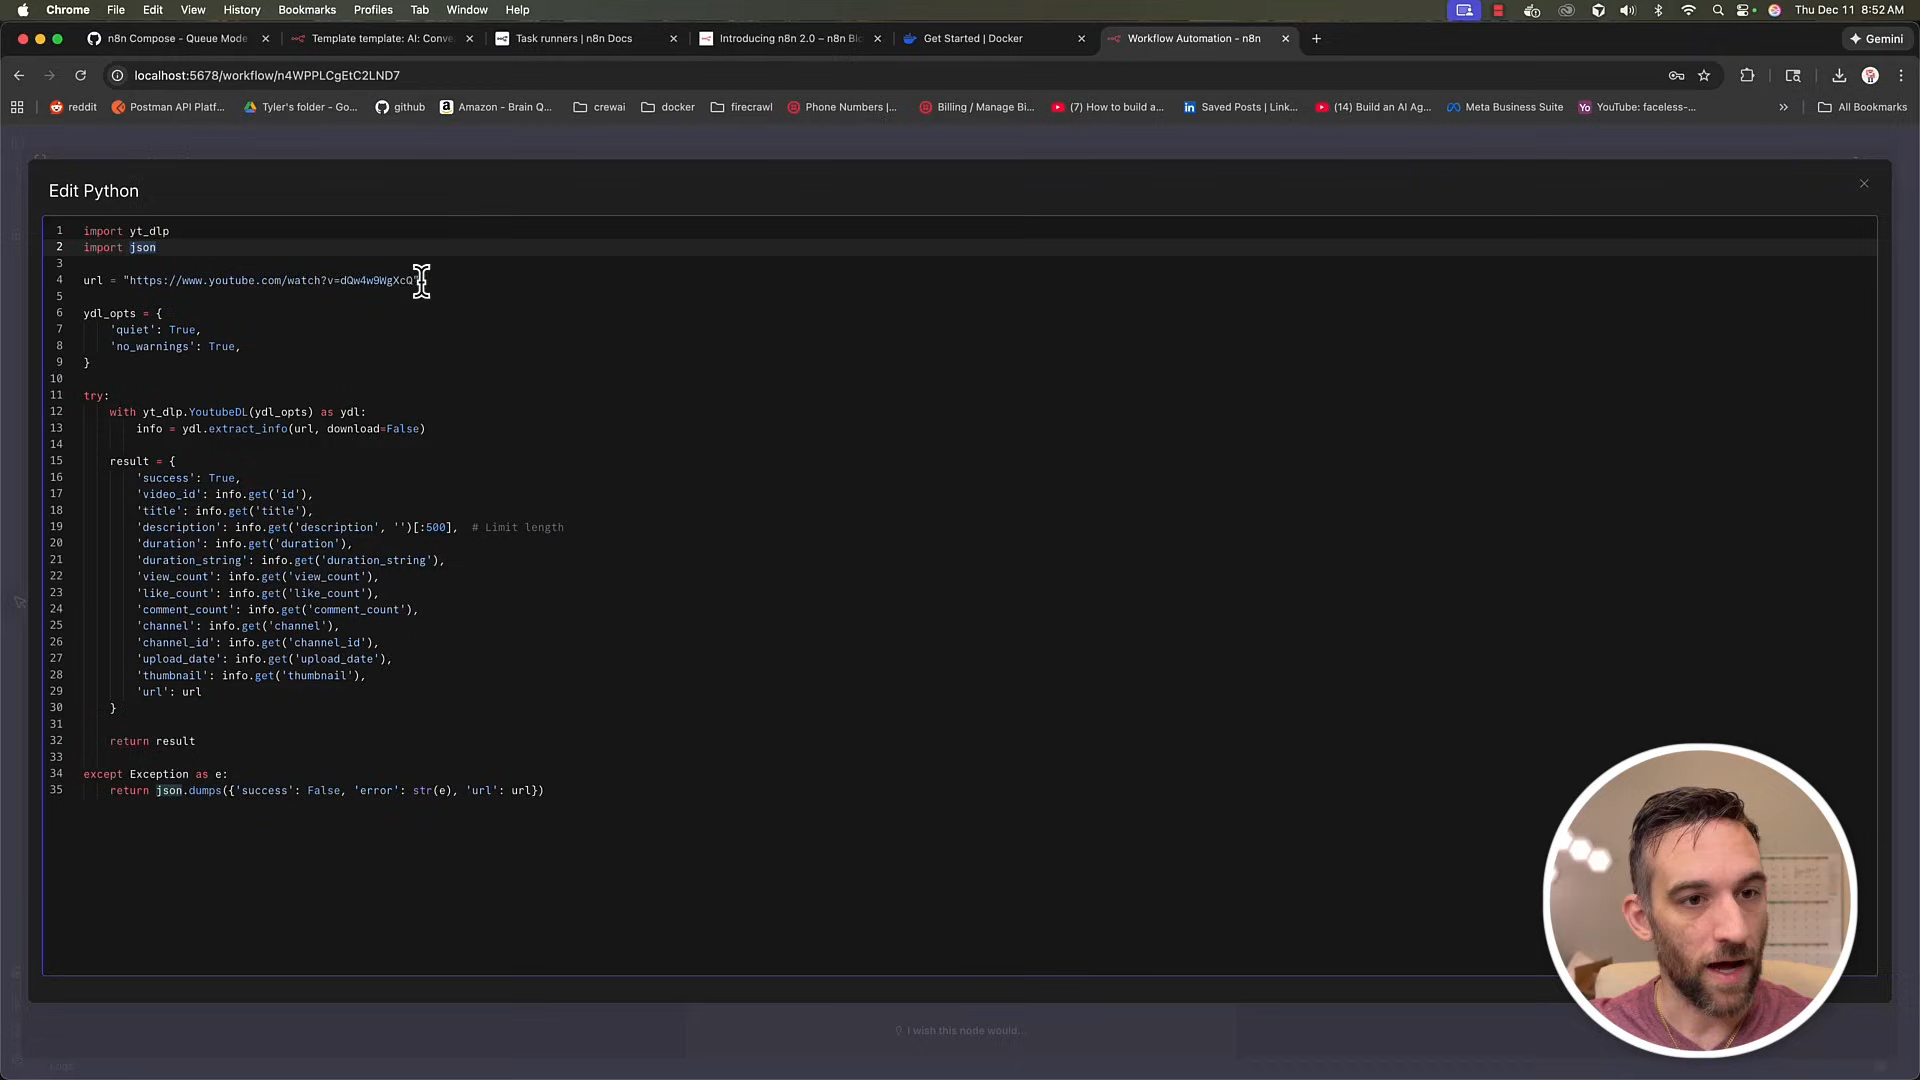 Chrome File Edit View History Bookmarks Profiles Tab Window Help Thu Dec 11 8:52 AM
n8n Compose - Queue Mode Template template: AI: Conve... Task runners | n8n Docs Introducing n8n 2.0 – n8n Bl... Get Started | Docker Workflow Automation - n8n Gemini
localhost:5678/workflow/n4WPPLCgEtC2LND7
reddit Postman API Platf... Tyler's folder - Go... github Amazon - Brain Q... crewai docker firecrawl Phone Numbers |... Billing / Manage Bi... (7) How to build a... Saved Posts | Link... (14) Build an AI Ag... Meta Business Suite YouTube: faceless-... All Bookmarks
Edit Python
1 import yt_dlp
2 import json
3
4 url = "https://www.youtube.com/watch?v=dQw4w9WgXcQ"
5
6 ydl_opts = {
7 'quiet': True,
8 'no_warnings': True,
9 }
10
11 try:
12 with yt_dlp.YoutubeDL(ydl_opts) as ydl:
13 info = ydl.extract_info(url, download=False)
14
15 result = {
16 'success': True,
17 'video_id': info.get('id'),
18 'title': info.get('title'),
19 'description': info.get('description', '')[:500], # Limit length
20 'duration': info.get('duration'),
21 'duration_string': info.get('duration_string'),
22 'view_count': info.get('view_count'),
23 'like_count': info.get('like_count'),
24 'comment_count': info.get('comment_count'),
25 'channel': info.get('channel'),
26 'channel_id': info.get('channel_id'),
27 'upload_date': info.get('upload_date'),
28 'thumbnail': info.get('thumbnail'),
29 'url': url
30 }
31
32 return result
33
34 except Exception as e:
35 return json.dumps({'success': False, 'error': str(e), 'url': url})
I wish this node would...
Logs